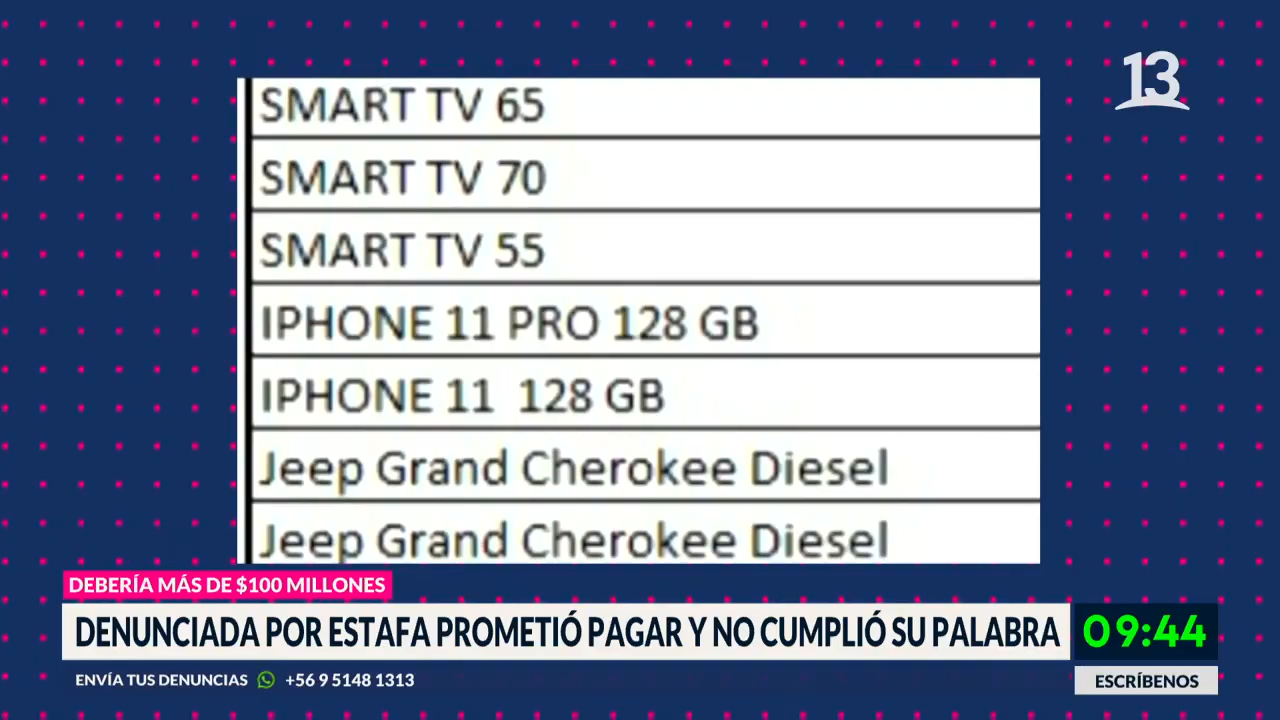 13
SMART TV 65
SMART TV 70
SMART TV 55
IPHONE 11 PRO 128 GB
IPHONE 11  128 GB
Jeep Grand Cherokee Diesel
Jeep Grand Cherokee Diesel
DEBERÍA MÁS DE $100 MILLONES
DENUNCIADA POR ESTAFA PROMETIÓ PAGAR Y NO CUMPLIÓ SU PALABRA
09:44
ENVÍA TUS DENUNCIAS +56 9 5148 1313
ESCRÍBENOS